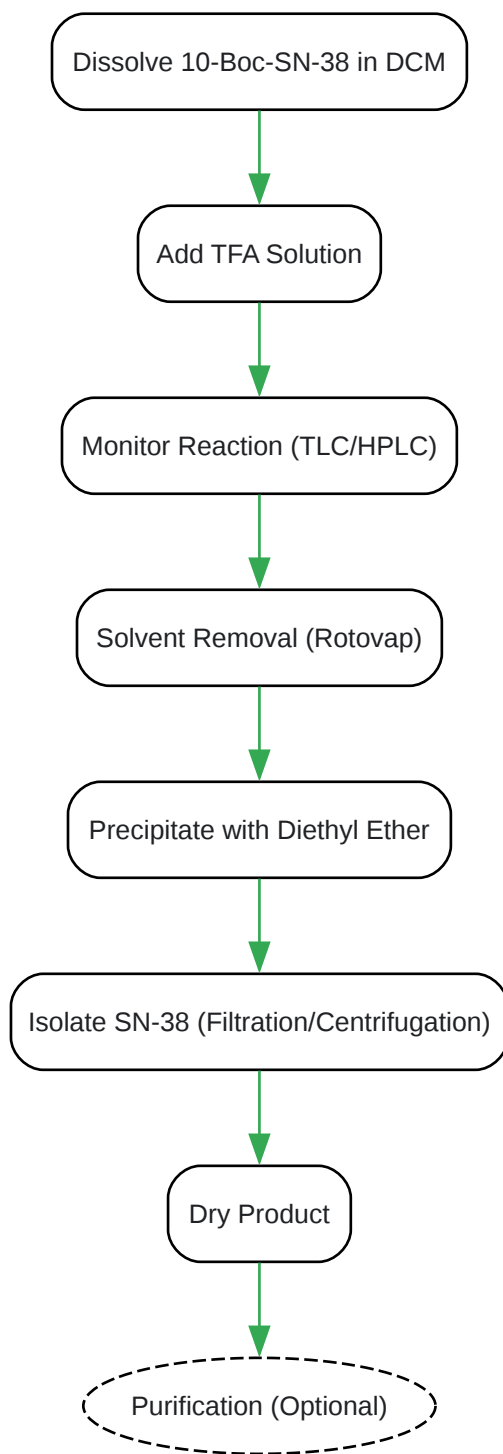 Dissolve 10-Boc-SN-38 in DCM
Add TFA Solution
Monitor Reaction (TLC/HPLC)
Solvent Removal (Rotovap)
Precipitate with Diethyl Ether
Isolate SN-38 (Filtration/Centrifugation)
Dry Product
Purification (Optional)